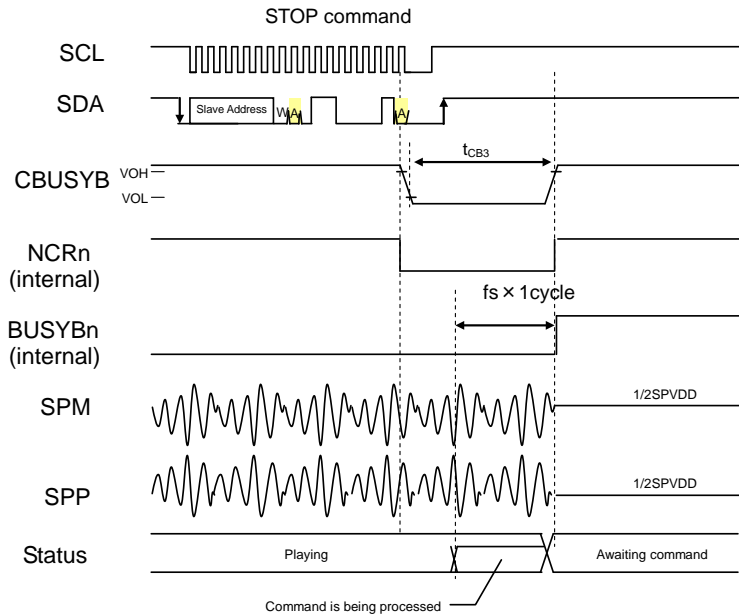 STOP command
SCL
SDA
Slave Address
W
A
A
tCB3
CBUSYB
VOH
VOL
NCRn
(internal)
fs×1cycle
BUSYBn
(internal)
SPM
1/2SPVDD
SPP
1/2SPVDD
Status
Playing
Awaiting command
Command is being processed